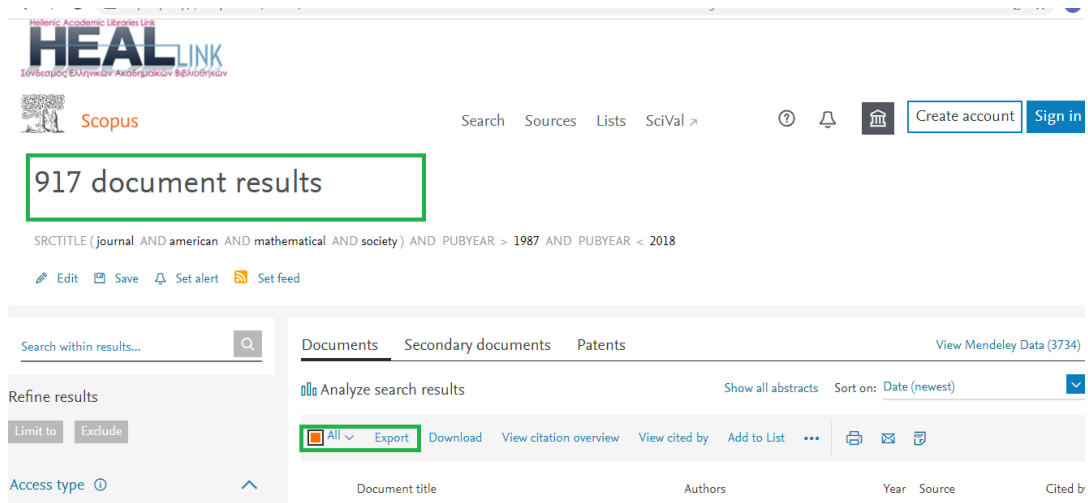 Hellenic Academic Libraries Link
HEAL LINK
Σύνδεσμος Ελληνικών Ακαδημαϊκών Βιβλιοθηκών
Scopus
Search Sources Lists SciVal
Create account
Sign in
917 document results
SRCTITLE ( journal AND american AND mathematical AND society ) AND PUBYEAR > 1987 AND PUBYEAR < 2018
Edit Save Set alert Set feed
Search within results...
Documents Secondary documents Patents
View Mendeley Data (3734)
Analyze search results
Show all abstracts Sort on: Date (newest)
Refine results
Limit to Exclude
All Export Download View citation overview View cited by Add to List •••
Access type
Document title Authors Year Source Cited by